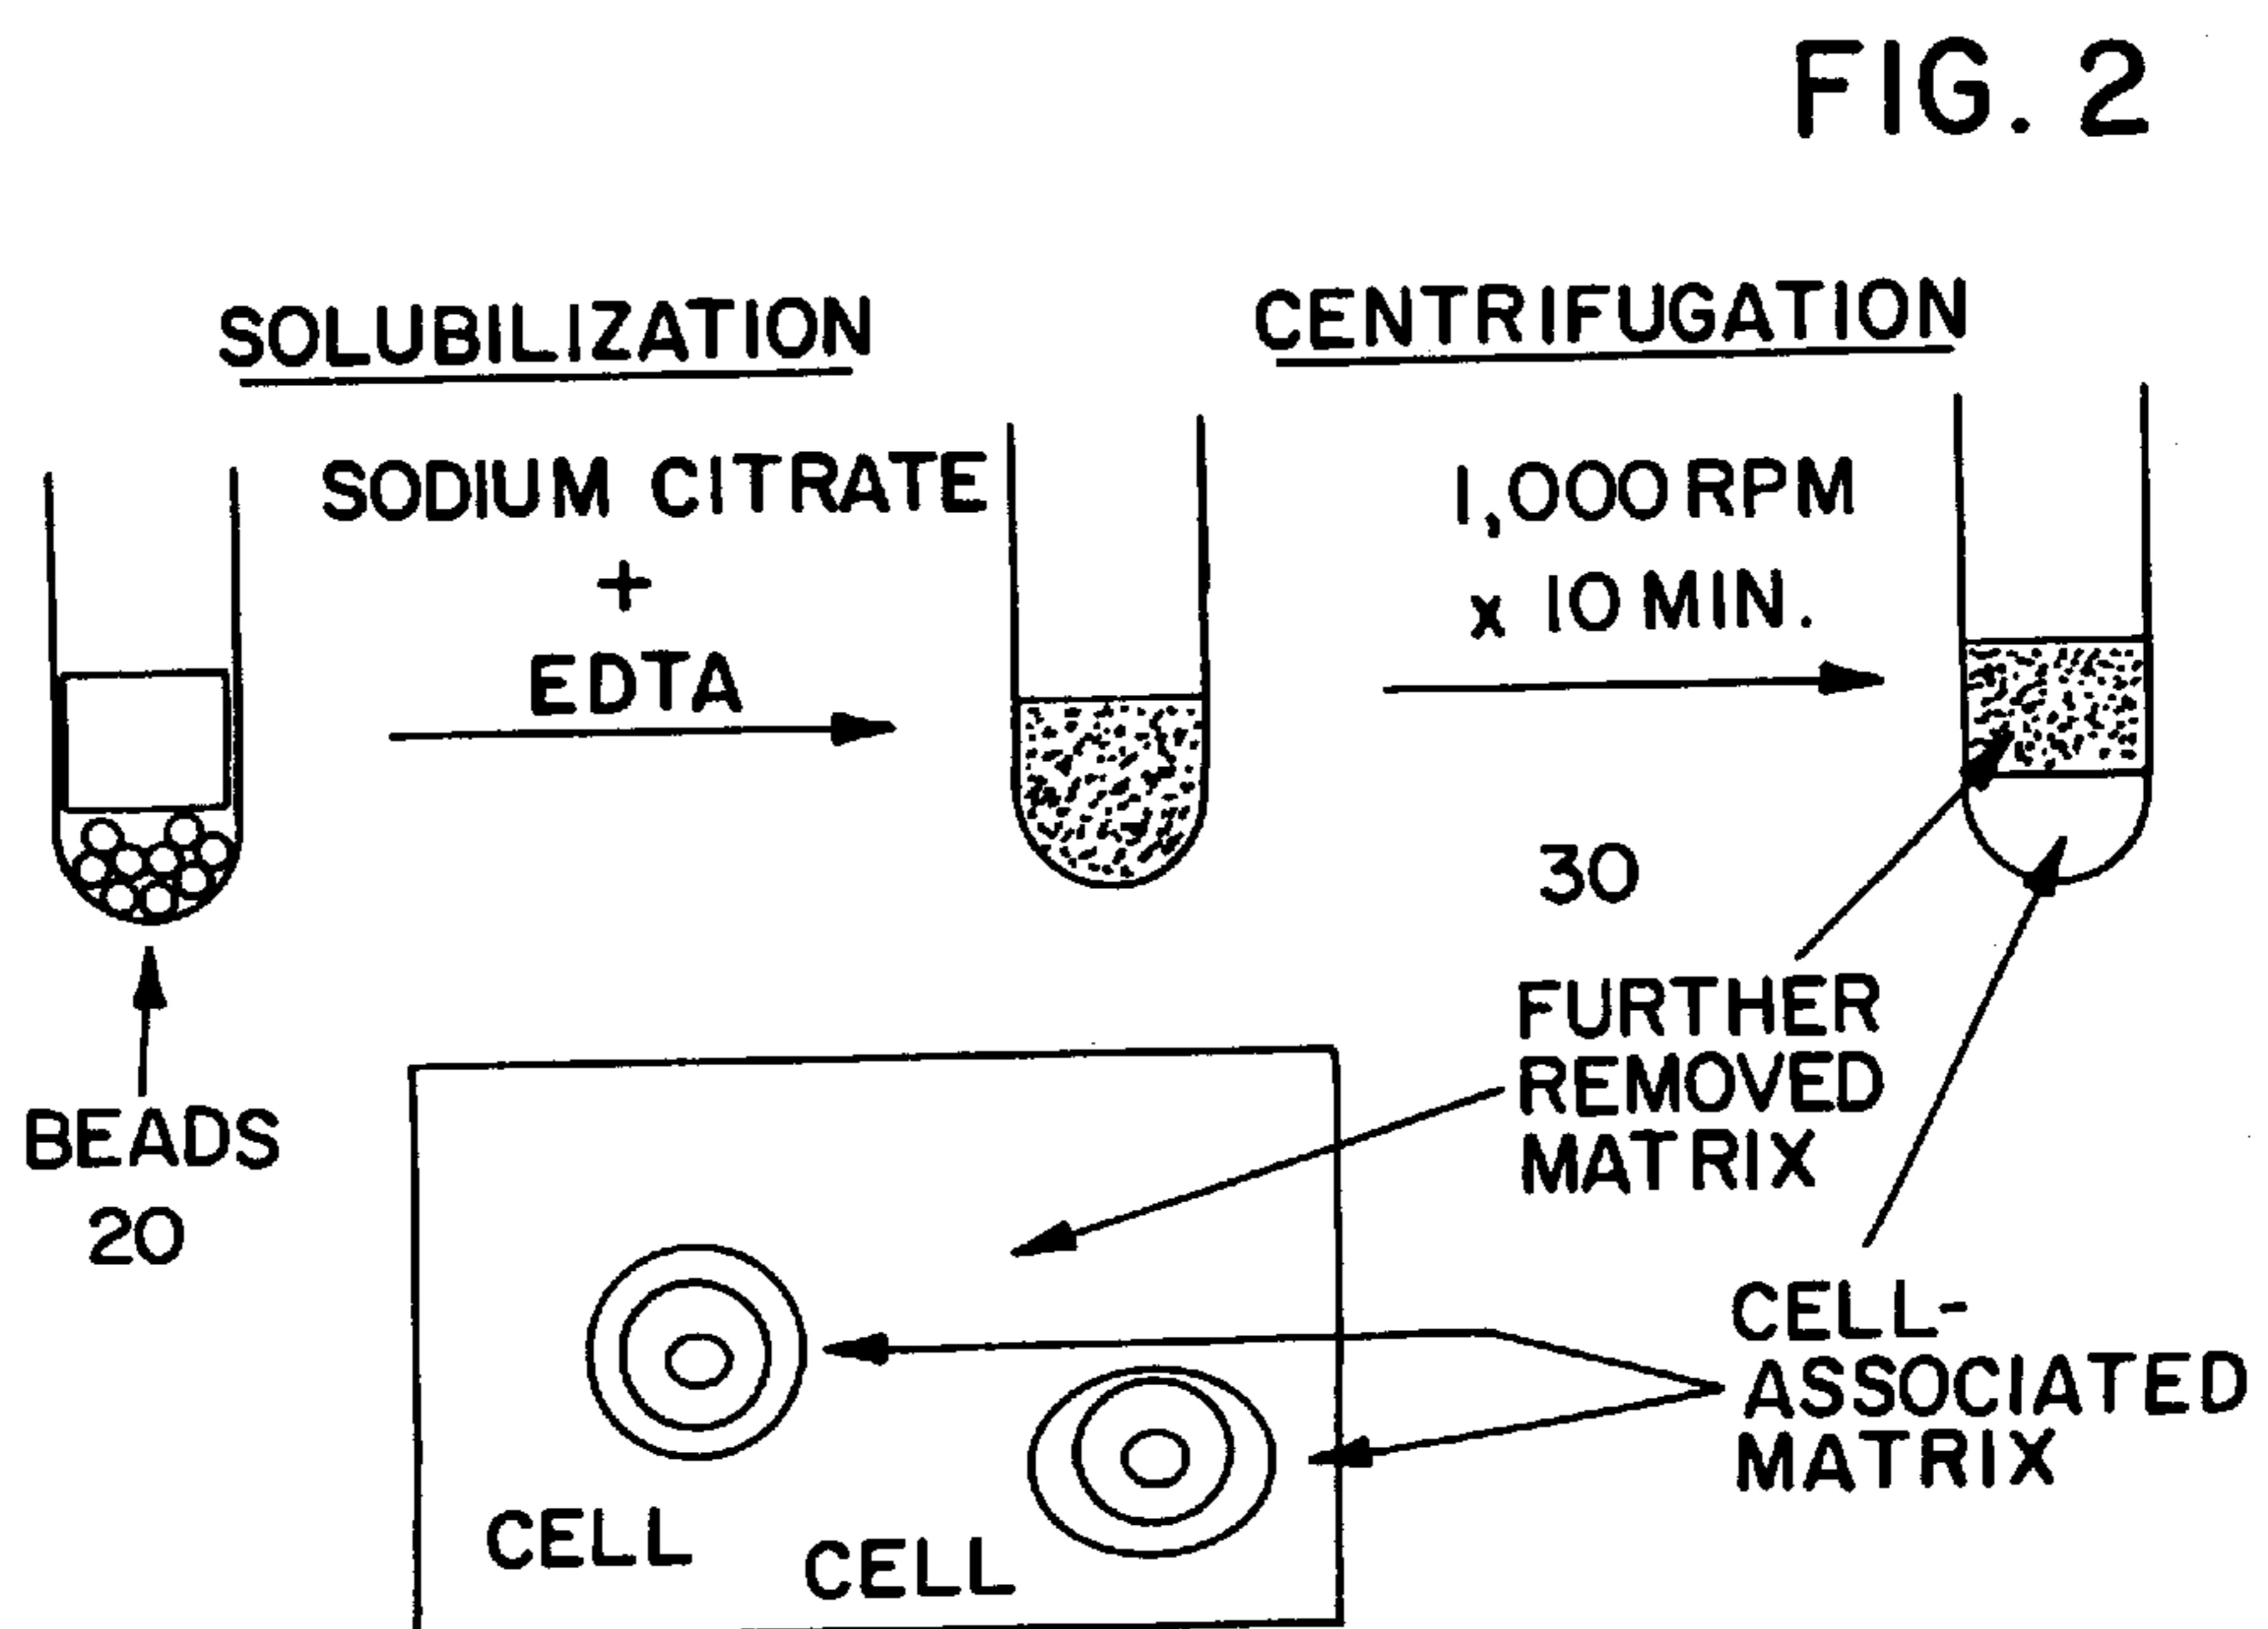 FIG. 2
SOLUBILIZATION
CENTRIFUGATION
SODIUM CITRATE
+
EDTA
1,000 RPM
x 10 MIN.
30
BEADS
20
FURTHER
REMOVED
MATRIX
CELL-
ASSOCIATED
MATRIX
CELL
CELL